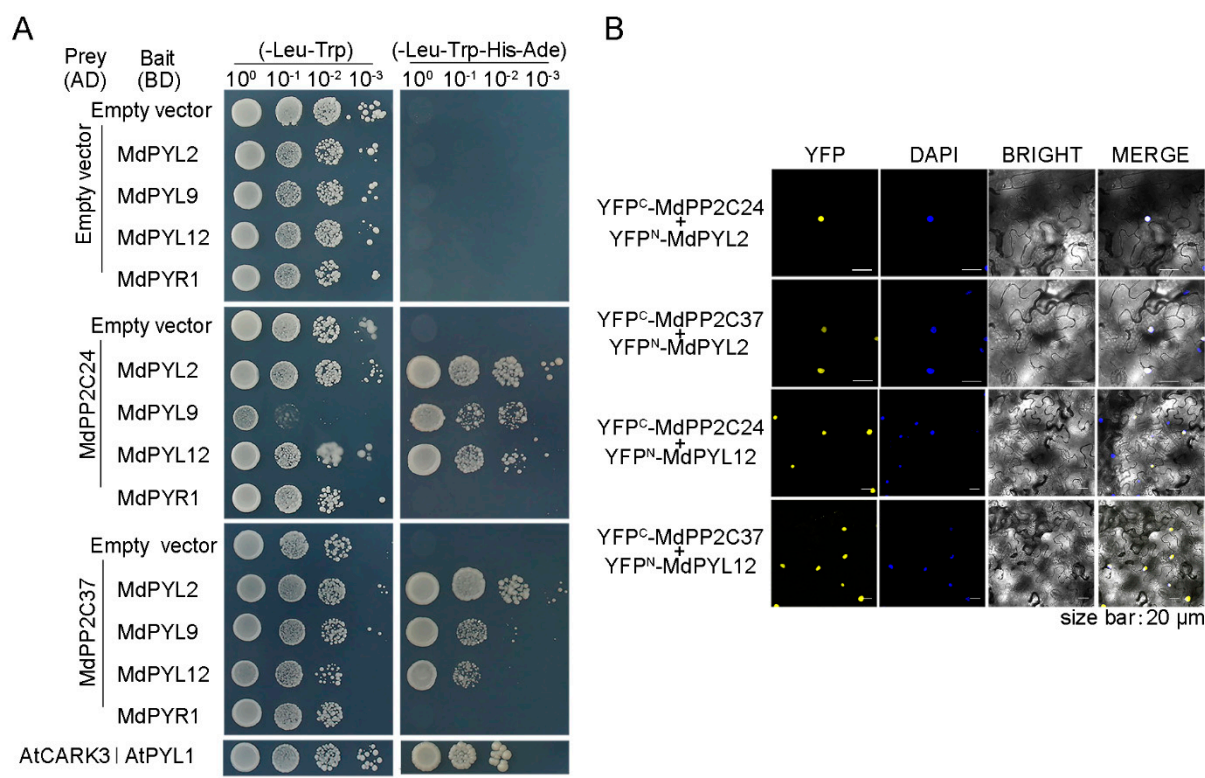 A
Prey
(AD)
Bait
(BD)
(-Leu-Trp)
(-Leu-Trp-His-Ade)
10⁰ 10⁻¹ 10⁻² 10⁻³
10⁰ 10⁻¹ 10⁻² 10⁻³
Empty vector
Empty vector
MdPYL2
MdPYL9
MdPYL12
MdPYR1
MdPP2C24
Empty vector
MdPYL2
MdPYL9
MdPYL12
MdPYR1
MdPP2C37
Empty vector
MdPYL2
MdPYL9
MdPYL12
MdPYR1
AtCARK3 | AtPYL1
B
YFP DAPI BRIGHT MERGE
YFPᶜ-MdPP2C24
+
YFPᴺ-MdPYL2
YFPᶜ-MdPP2C37
+
YFPᴺ-MdPYL2
YFPᶜ-MdPP2C24
+
YFPᴺ-MdPYL12
YFPᶜ-MdPP2C37
+
YFPᴺ-MdPYL12
size bar: 20 μm